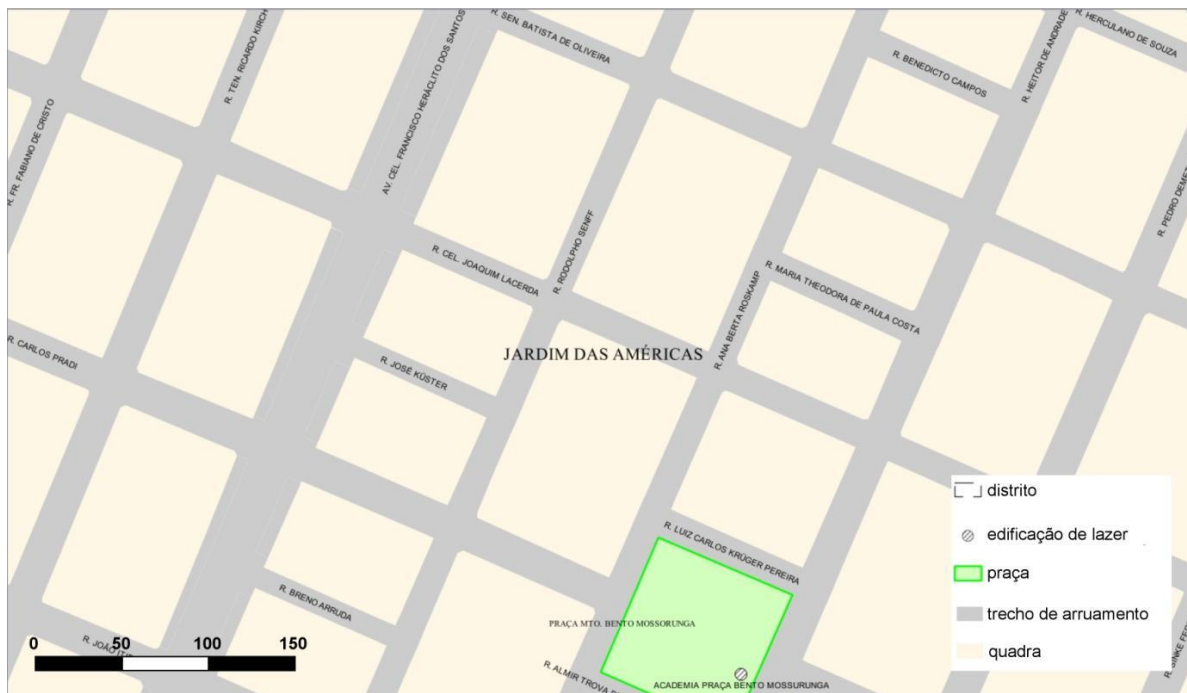 R. SEN. BATISTA DE OLIVEIRA
R. HERCULANO DE SOUZA
R. TEN. RICARDO KIRCH
AV. CEL. FRANCISCO HERÁCLITO DOS SANTOS
R. BENEDICTO CAMPOS
R. HEITOR DE ANDRADE
R. FR. FABIANO DE CRISTO
R. PEDRO DEMET
R. CEL. JOAQUIM LACERDA
R. RODOLPHO SENFF
R. MARIA THEODORA DE PAULA COSTA
R. ANA BERTA ROSKAMP
R. CARLOS PRADI
R. JOSÉ KÜSTER
JARDIM DAS AMÉRICAS
distrito
edificação de lazer
praça
trecho de arruamento
quadra
R. LUIZ CARLOS KRÜGER PEREIRA
R. BRENO ARRUDA
PRAÇA MTO. BENTO MOSSORUNGA
0 50 100 150
R. JOÃO
R. ALMIR TROVA
ACADEMIA PRAÇA BENTO MOSSURUNGA